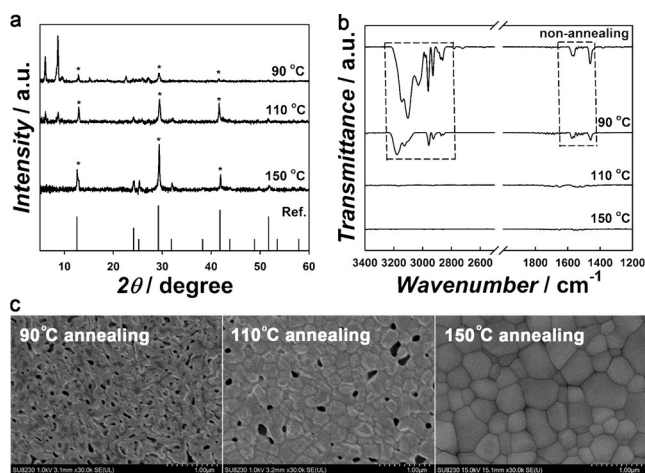 a
Intensity / a.u.
90 °C
110 °C
150 °C
Ref.
* * *
* * *
* * *
10 20 30 40 50 60
2θ / degree
b
Transmittance / a.u.
non-annealing
90 °C
110 °C
150 °C
3400 3200 3000 2800 2600 1800 1600 1400 1200
Wavenumber / cm-1
c
90°C annealing
110°C annealing
150°C annealing
SU8230 1.0kV 3.1mm x30.0k SE(UL) 1.00μm
SU8230 1.0kV 3.2mm x30.0k SE(UL) 1.00μm
SU8230 15.0kV 15.1mm x30.0k SE(UL) 1.00μm